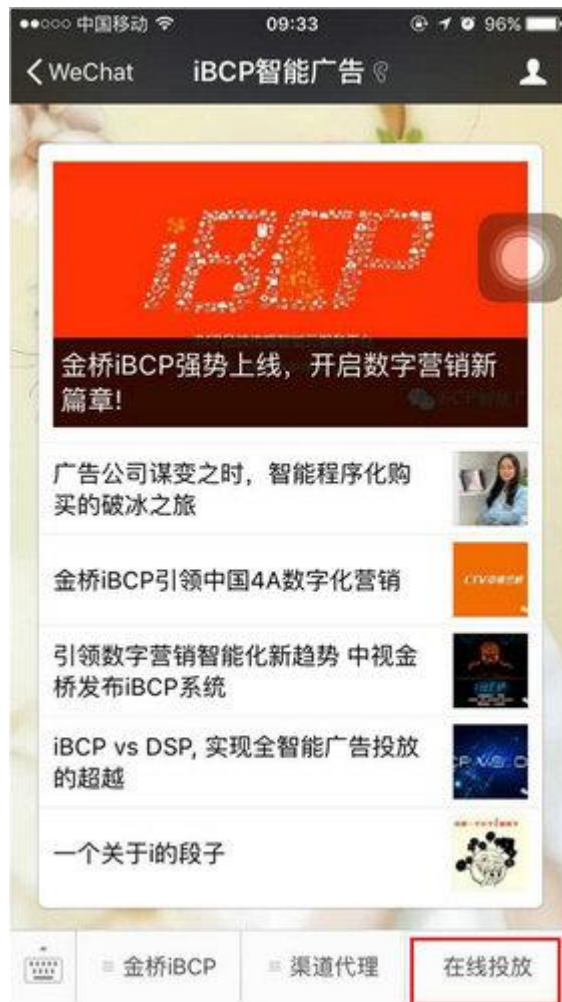 中国移动 09:33 96%
WeChat iBCP智能广告
iBCP
金桥iBCP强势上线，开启数字营销新
篇章!
广告公司谋变之时，智能程序化购
买的破冰之旅
金桥iBCP引领中国4A数字化营销
引领数字营销智能化新趋势 中视金
桥发布iBCP系统
iBCP vs DSP, 实现全智能广告投放
的超越
一个关于i的段子
金桥iBCP 渠道代理 在线投放